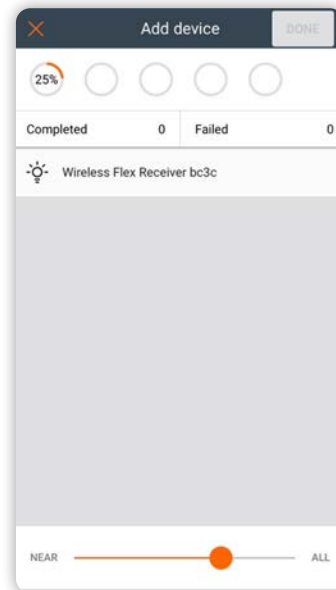 Add device
DONE
25%
Completed 0 Failed 0
Wireless Flex Receiver bc3c
NEAR ALL